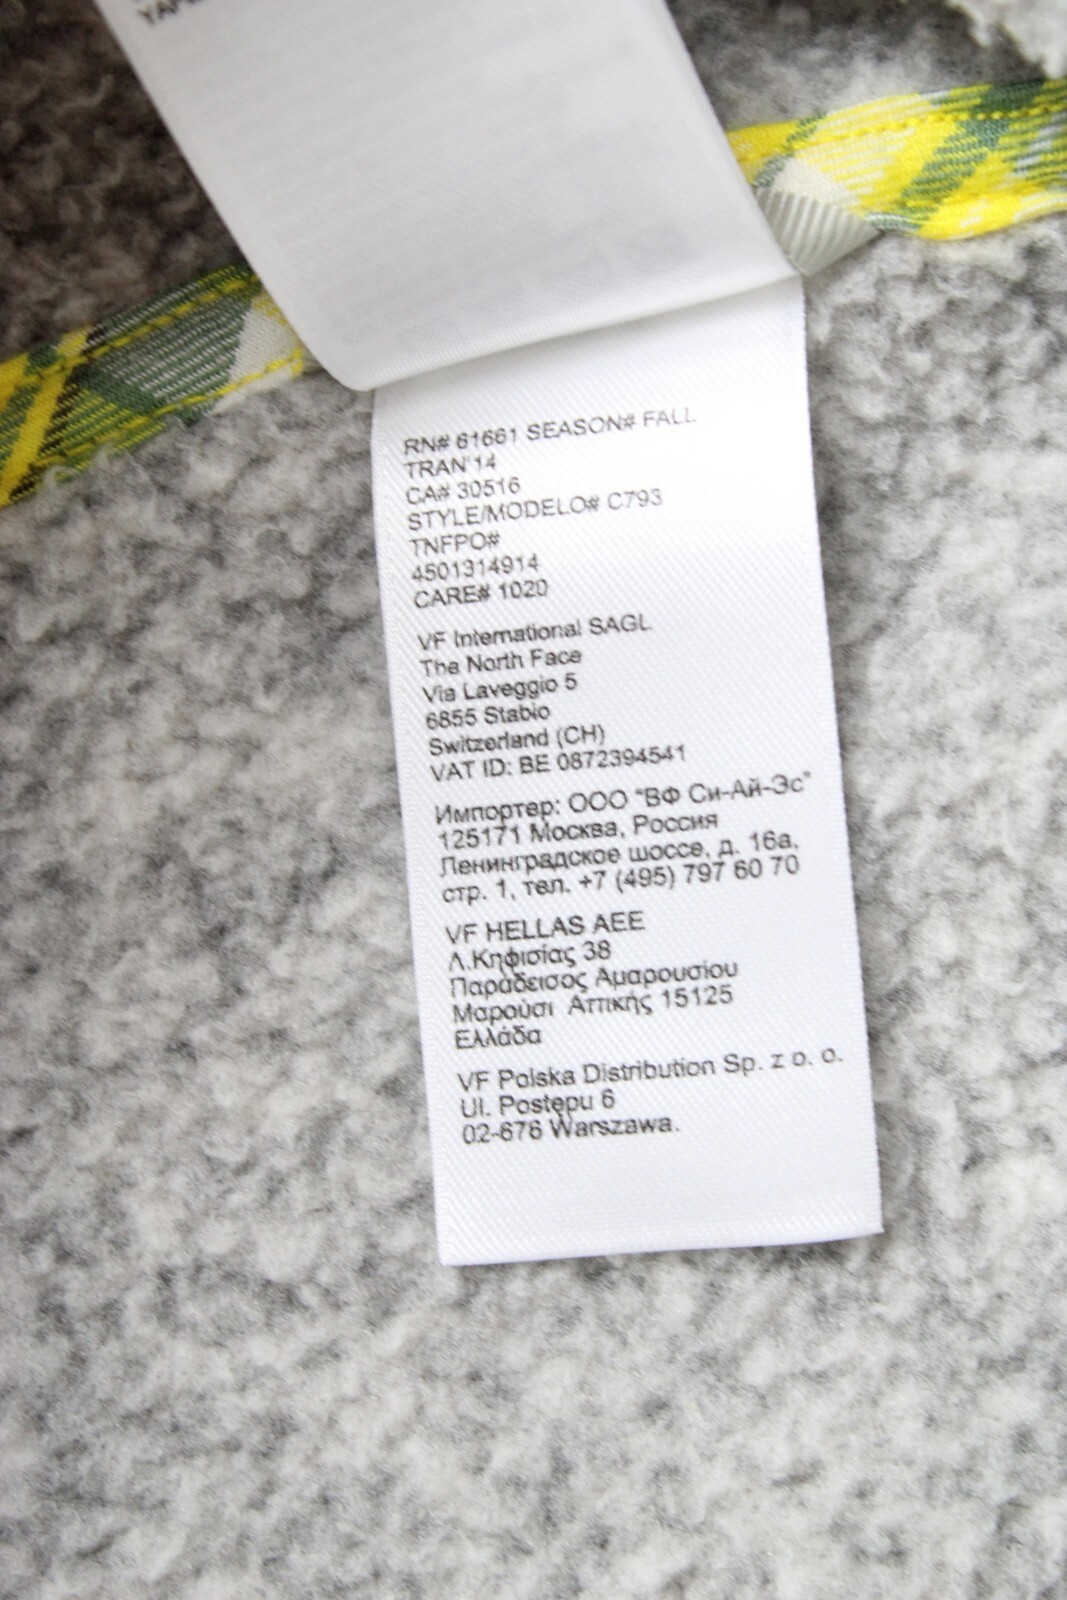 RN# 61661 SEASON# FALL
TRAN'14
CA# 30516
STYLE/MODELO# C793
TNFPO#
4501314914
CARE# 1020
VF International SAGL
The North Face
Via Laveggio 5
6855 Stabio
Switzerland (CH)
VAT ID: BE 0872394541
Импортер: ООО "ВФ Си-Ай-Эс"
125171 Москва, Россия
Ленинградское шоссе, д. 16а,
стр. 1, тел. +7 (495) 797 60 70
VF HELLAS AEE
Λ.Κηφισίας 38
Παράδεισος Αμαρουσίου
Μαρούσι Αττικής 15125
Ελλάδα
VF Polska Distribution Sp. z o. o.
Ul. Postępu 6
02-676 Warszawa.